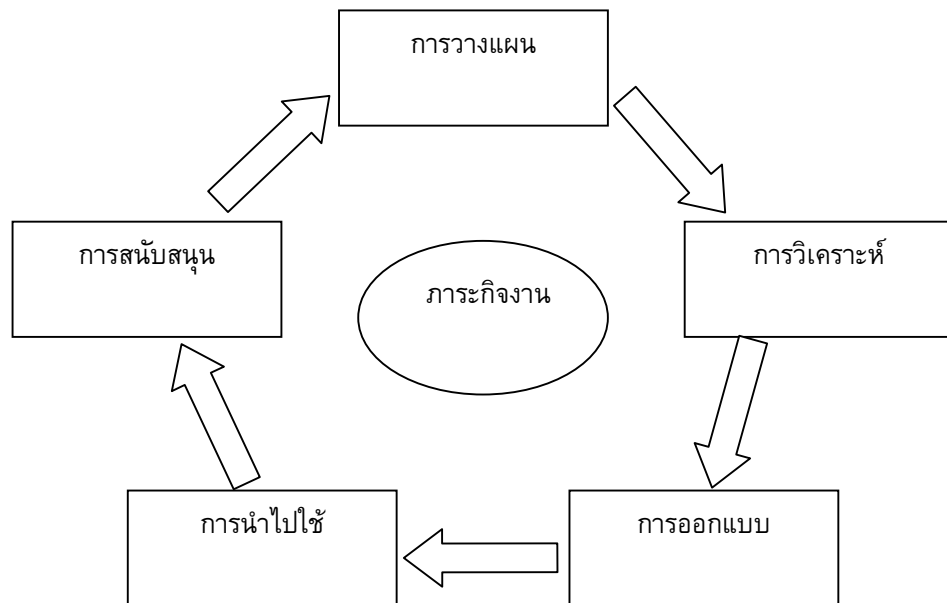 การวางแผน
การสนับสนุน
การวิเคราะห์
ภาระกิจงาน
การนำไปใช้
การออกแบบ